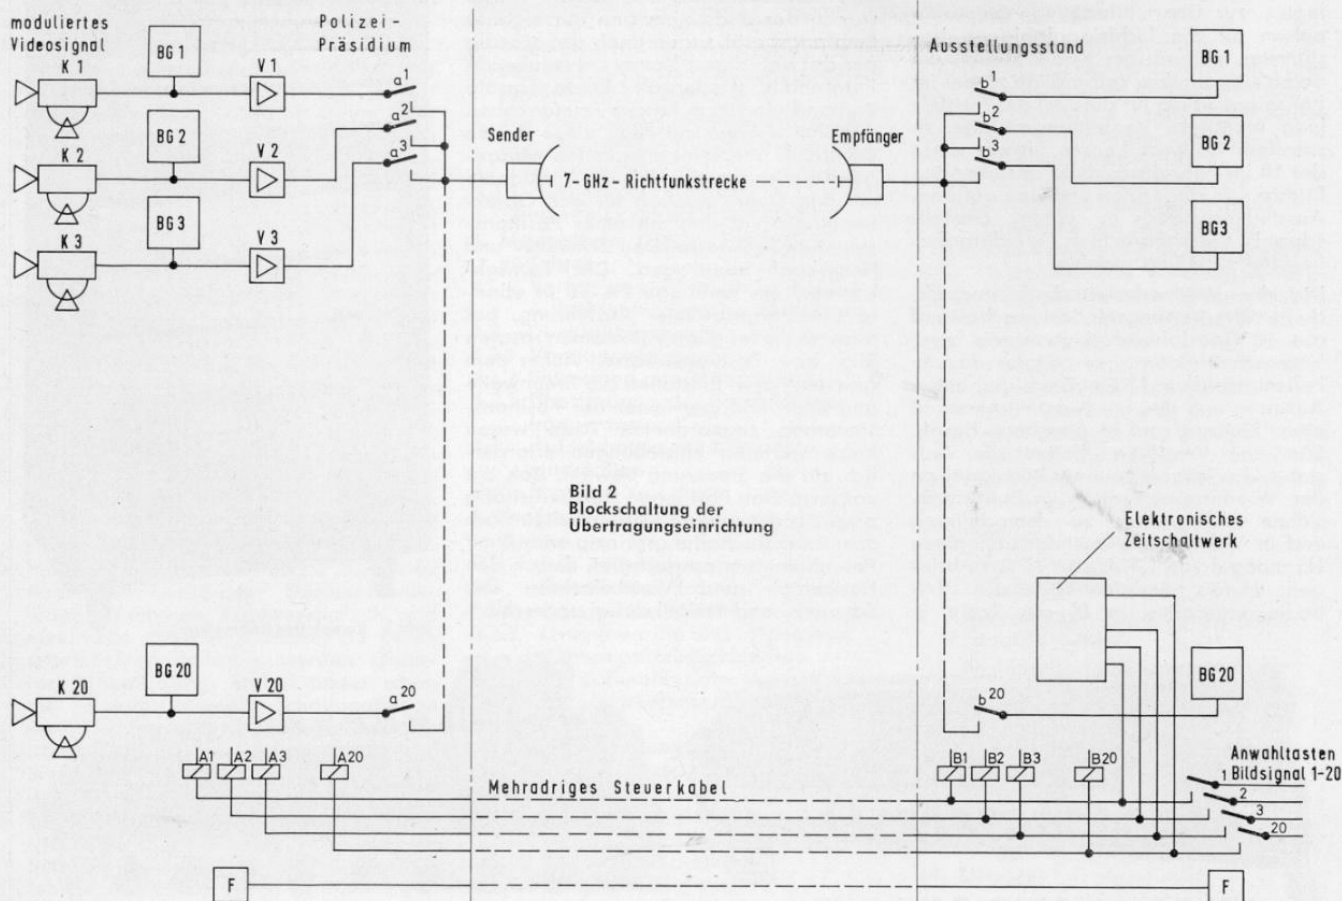 moduliertes
Videosignal
Polizei-
Präsidium
Ausstellungsstand
K 1
BG 1
V 1
a1
K 2
BG 2
V 2
a2
a3
K 3
BG3
V 3
Sender
7-GHz-Richtfunkstrecke
Empfänger
b1
b2
b3
BG 1
BG 2
BG3
Bild 2
Blockschaltung der
Übertragungseinrichtung
Elektronisches
Zeitschaltwerk
K 20
BG 20
V 20
a20
b20
BG 20
A1
A2
A3
A20
Mehradriges Steuerkabel
B1
B2
B3
B20
Anwahltasten
Bildsignal 1-20
1
2
3
20
F
F